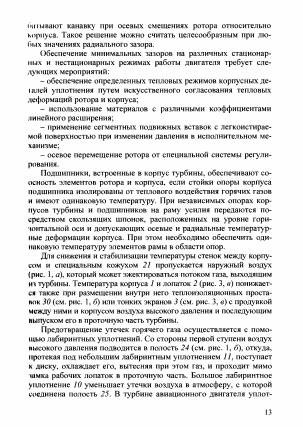 батывают канавку при осевых смещениях ротора относительно
корпуса. Такое решение можно считать целесообразным при лю-
бых значениях радиального зазора.
Обеспечение минимальных зазоров на различных стационар-
ных и нестационарных режимах работы двигателя требует сле-
дующих мероприятий:
– обеспечение определенных тепловых режимов корпусных де-
талей уплотнения путем искусственного согласования тепловых
деформаций ротора и корпуса;
– использование материалов с различными коэффициентами
линейного расширения;
– применение сегментных подвижных вставок с легкоистирае-
мой поверхностью при изменении давления в исполнительном ме-
ханизме;
– осевое перемещение ротора от специальной системы регули-
рования.
Подшипники, встроенные в корпус турбины, обеспечивают со-
осность элементов ротора и корпуса, если стойки опоры корпуса
подшипника изолированы от теплового воздействия горячих газов
и имеют одинаковую температуру. При независимых опорах кор-
пусов турбины и подшипников на раму усилия передаются по-
средством скользящих шпонок, расположенных на уровне гори-
зонтальной оси и допускающих осевые и радиальные температур-
ные деформации корпуса. При этом необходимо обеспечить оди-
наковую температуру элементов рамы в области опор.
Для снижения и стабилизации температуры стенок между корпу-
сом и специальным кожухом 21 пропускается наружный воздух
(рис. 1, а), который может эжектироваться потоком газа, выходящим
из турбины. Температура корпуса 1 и лопаток 2 (рис. 3, в) понижает-
ся также при размещении внутри него теплоизоляционных простa-
вок 30 (см. рис. 1, б) или тонких экранов 3 (см. рис. 3, в) с продувкой
между ними и корпусом воздуха высокого давления и последующим
выпуском его в проточную часть турбины.
Предотвращение утечек горячего газа осуществляется с помо-
щью лабиринтных уплотнений. Со стороны первой ступени воздух
высокого давления подводится в полость 24 (см. рис. 1, б), откуда,
протекая под небольшим лабиринтным уплотнением 11, поступает
к диску, охлаждает его, вытесняя при этом газ, и проходит мимо
замка рабочих лопаток в проточную часть. Большое лабиринтное
уплотнение 10 уменьшает утечки воздуха в атмосферу, с которой
соединена полость 25. В турбине авиационного двигателя уплот-
13